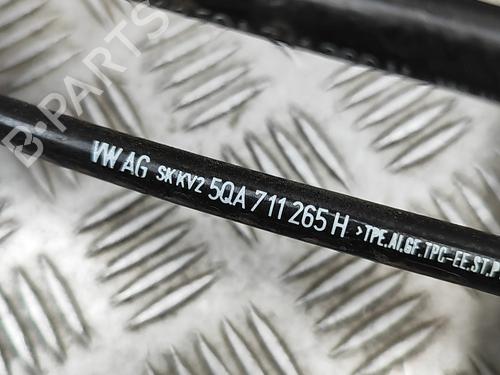 B-PARTS
VW AG SK'KV2 5QA 711 265 H >TPE.AI.GF.TPC-EE.ST.P